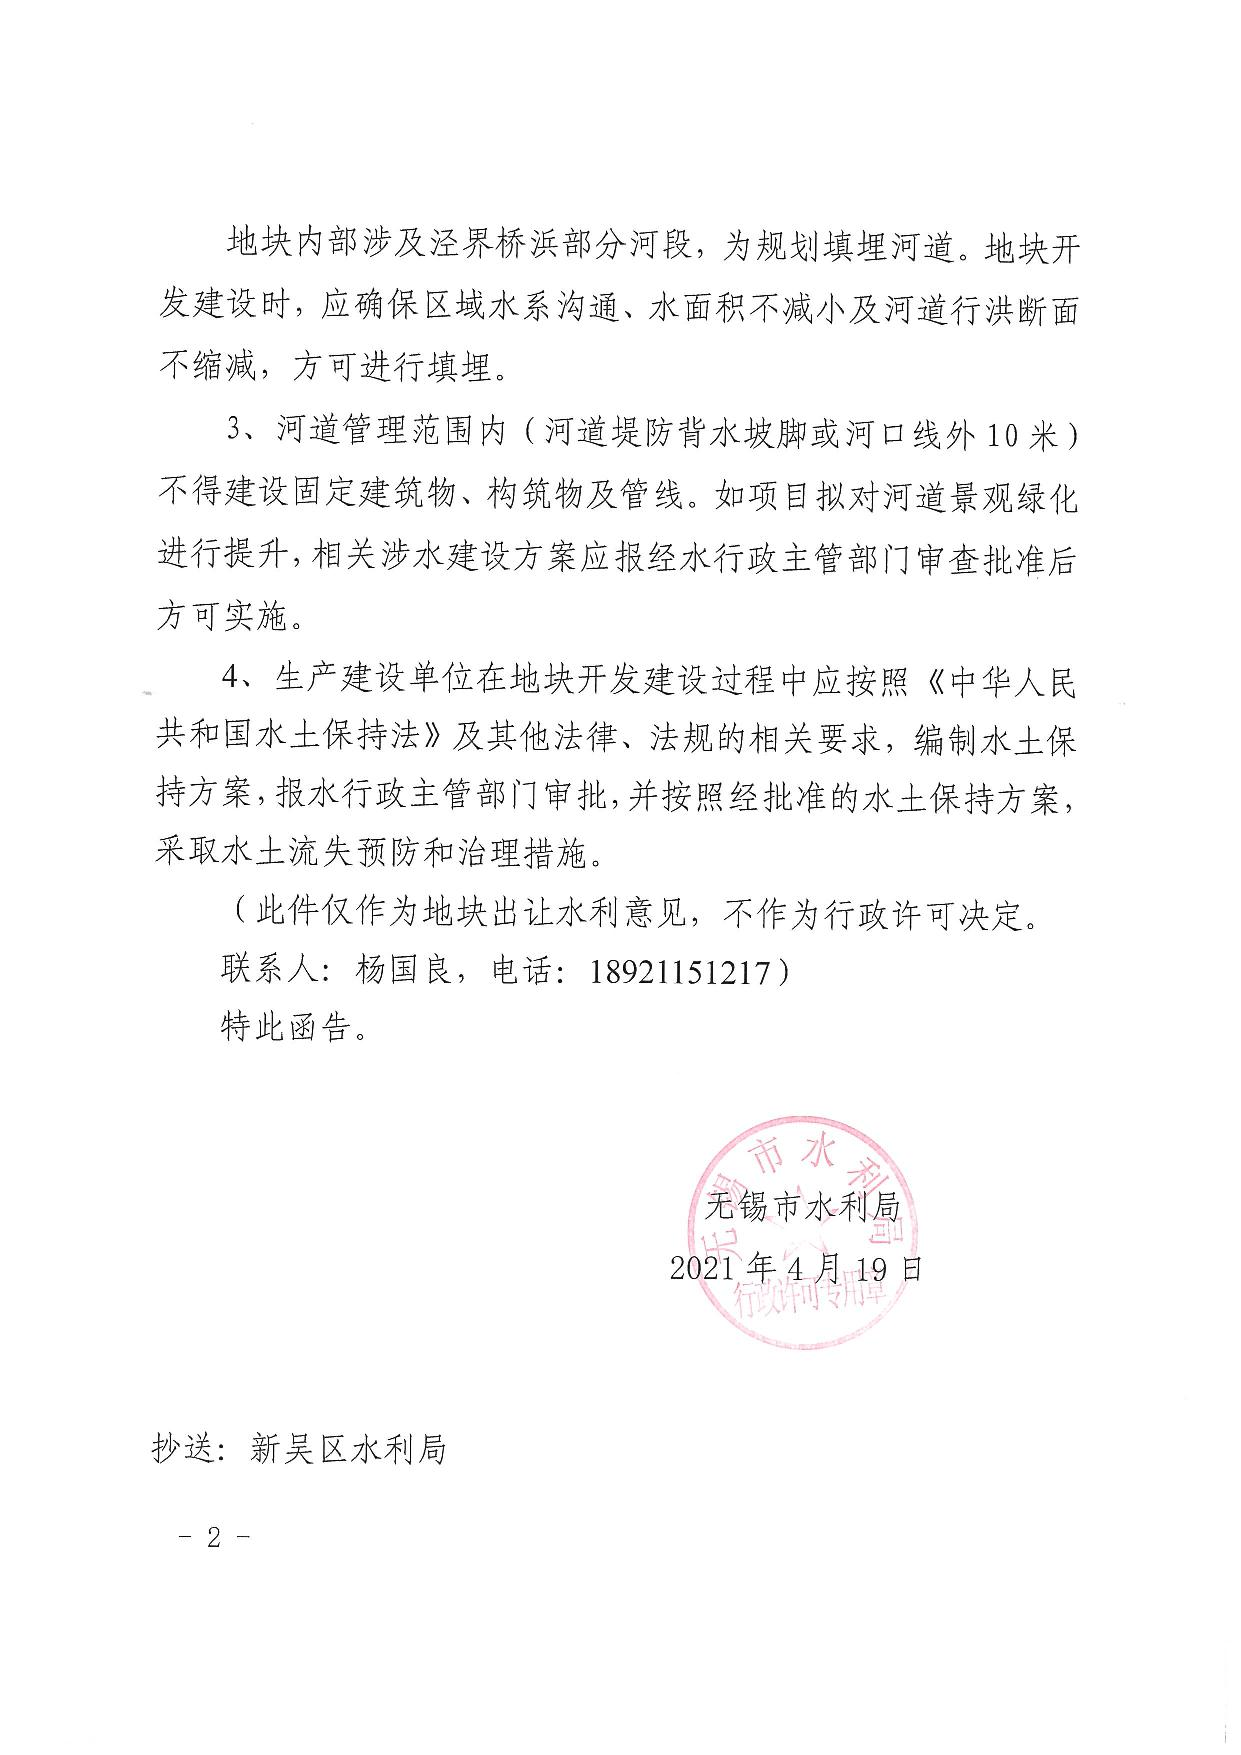 地块内部涉及泾界桥浜部分河段，为规划填埋河道。地块开
发建设时，应确保区域水系沟通、水面积不减小及河道行洪断面
不缩减，方可进行填埋。
3、河道管理范围内（河道堤防背水坡脚或河口线外10米）
不得建设固定建筑物、构筑物及管线。如项目拟对河道景观绿化
进行提升，相关涉水建设方案应报经水行政主管部门审查批准后
方可实施。
4、生产建设单位在地块开发建设过程中应按照《中华人民
共和国水土保持法》及其他法律、法规的相关要求，编制水土保
持方案，报水行政主管部门审批，并按照经批准的水土保持方案，
采取水土流失预防和治理措施。
（此件仅作为地块出让水利意见，不作为行政许可决定。
联系人：杨国良，电话：18921151217）
特此函告。
无锡市水利局
无锡市水利局
2021年4月19日
行政许可专用章
抄送：新吴区水利局
- 2 -